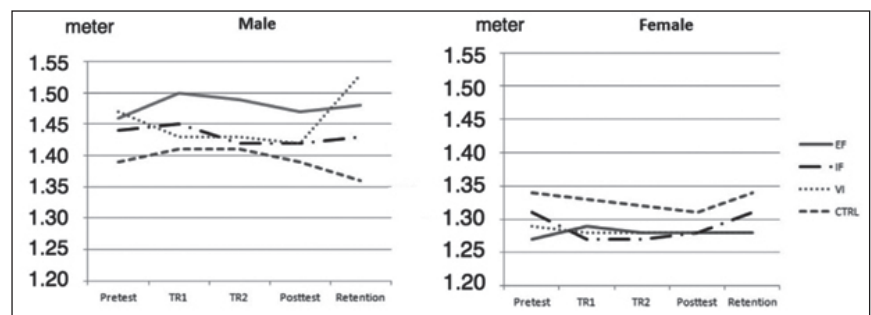 meter Male
1.55
1.50
1.45
1.40
1.35
1.30
1.25
1.20
Pretest TR1 TR2 Posttest Retention
meter Female
1.55
1.50
1.45
1.40
1.35
1.30
1.25
1.20
Pretest TR1 TR2 Posttest Retention
EF
IF
VI
CTRL